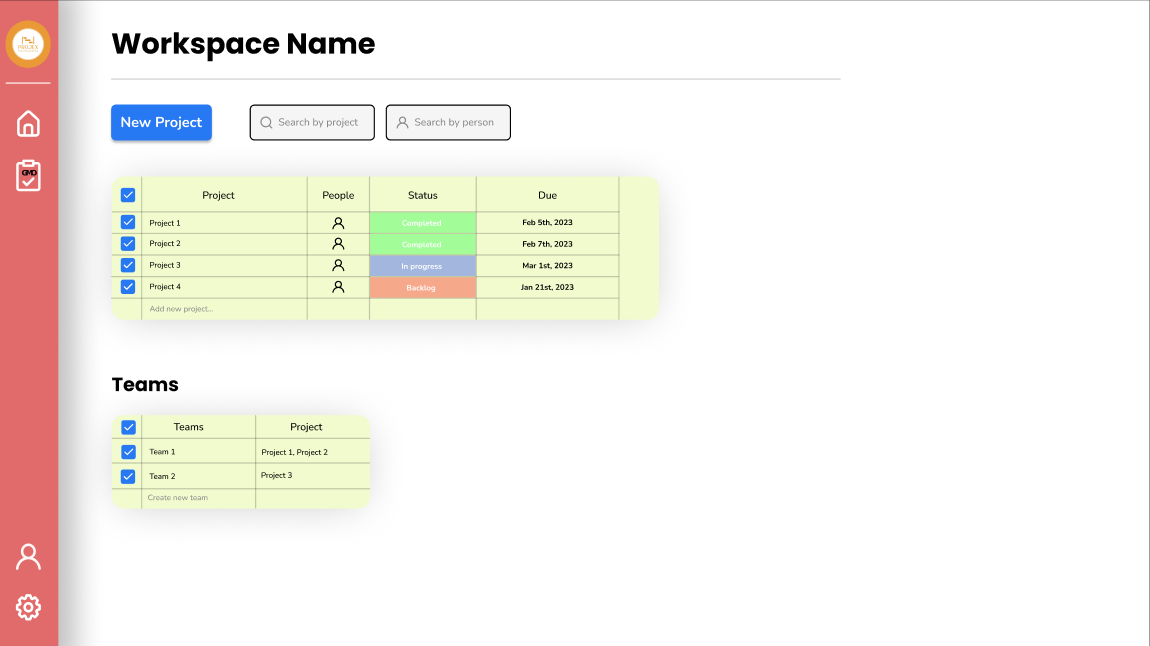 PROJEX
Workspace Name
New Project
Search by project
Search by person
GMD
Project People Status Due
Project 1 Completed Feb 5th, 2023
Project 2 Completed Feb 7th, 2023
Project 3 In progress Mar 1st, 2023
Project 4 Backlog Jan 21st, 2023
Add new project...
Teams
Teams Project
Team 1 Project 1, Project 2
Team 2 Project 3
Create new team